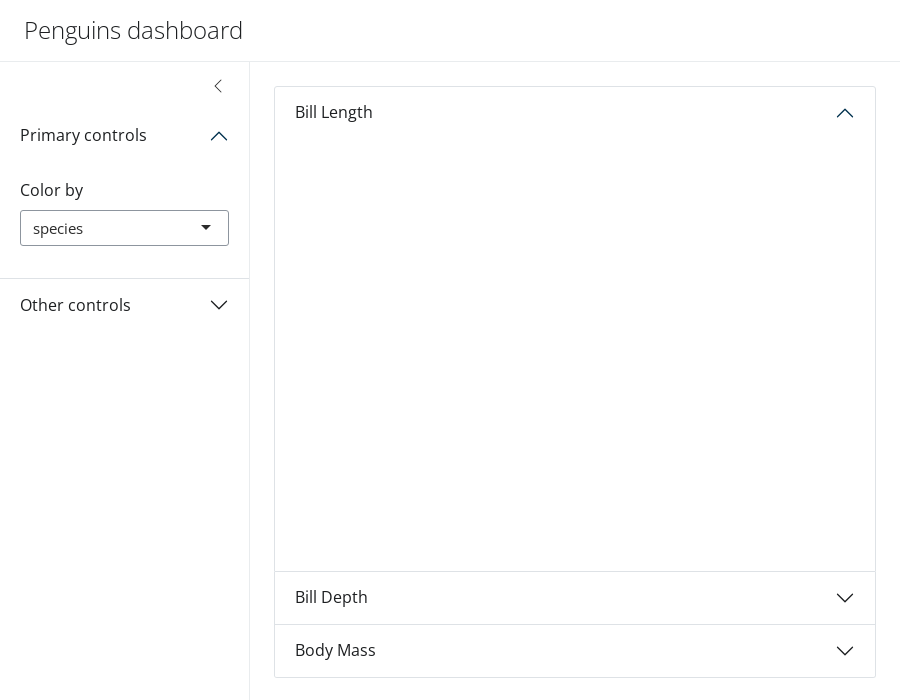 Penguins dashboard
Primary controls
Color by
species
Other controls
Bill Length
Bill Depth
Body Mass